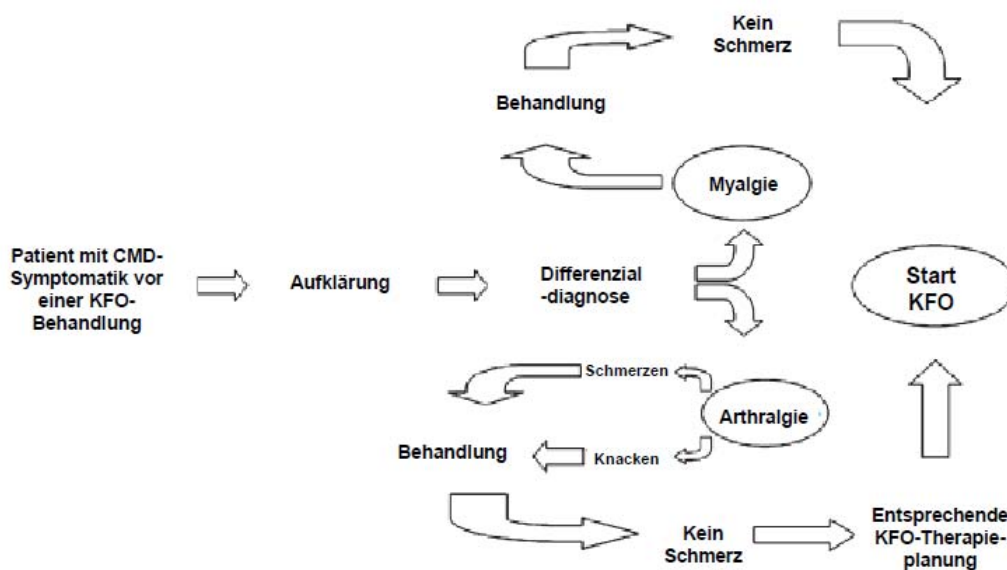 Kein
Schmerz
Behandlung
Myalgie
Patient mit CMD-
Symptomatik vor
einer KFO-
Behandlung
Aufklärung
Differenzial
-diagnose
Start
KFO
Schmerzen
Arthralgie
Behandlung
Knacken
Kein
Schmerz
Entsprechende
KFO-Therapie-
planung